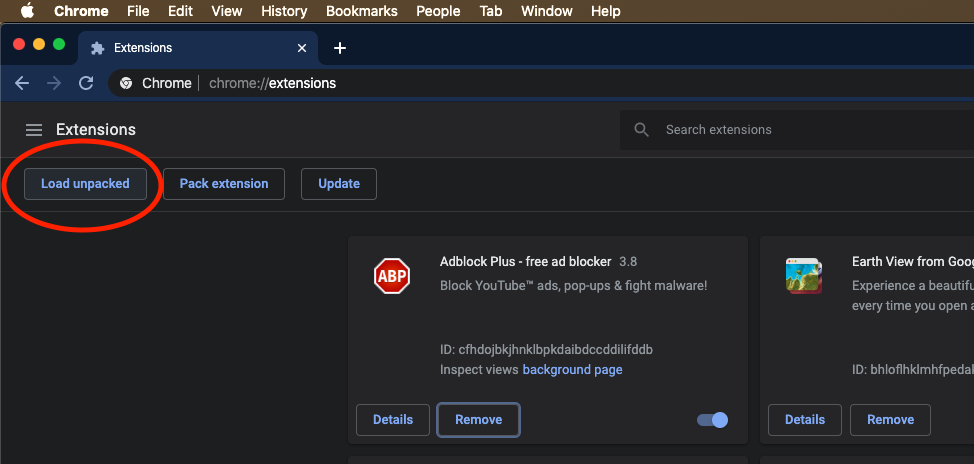 Chrome File Edit View History Bookmarks People Tab Window Help
Extensions
Chrome chrome://extensions
Extensions
Search extensions
Load unpacked Pack extension Update
Adblock Plus - free ad blocker 3.8
Block YouTube™ ads, pop-ups & fight malware!
ABP
ID: cfhdojbkjhnklbpkdaibdccddilifddb
Inspect views background page
Details Remove
Earth View from Goog
Experience a beautifu
every time you open a
ID: bhloflhklmhfpedak
Details Remove